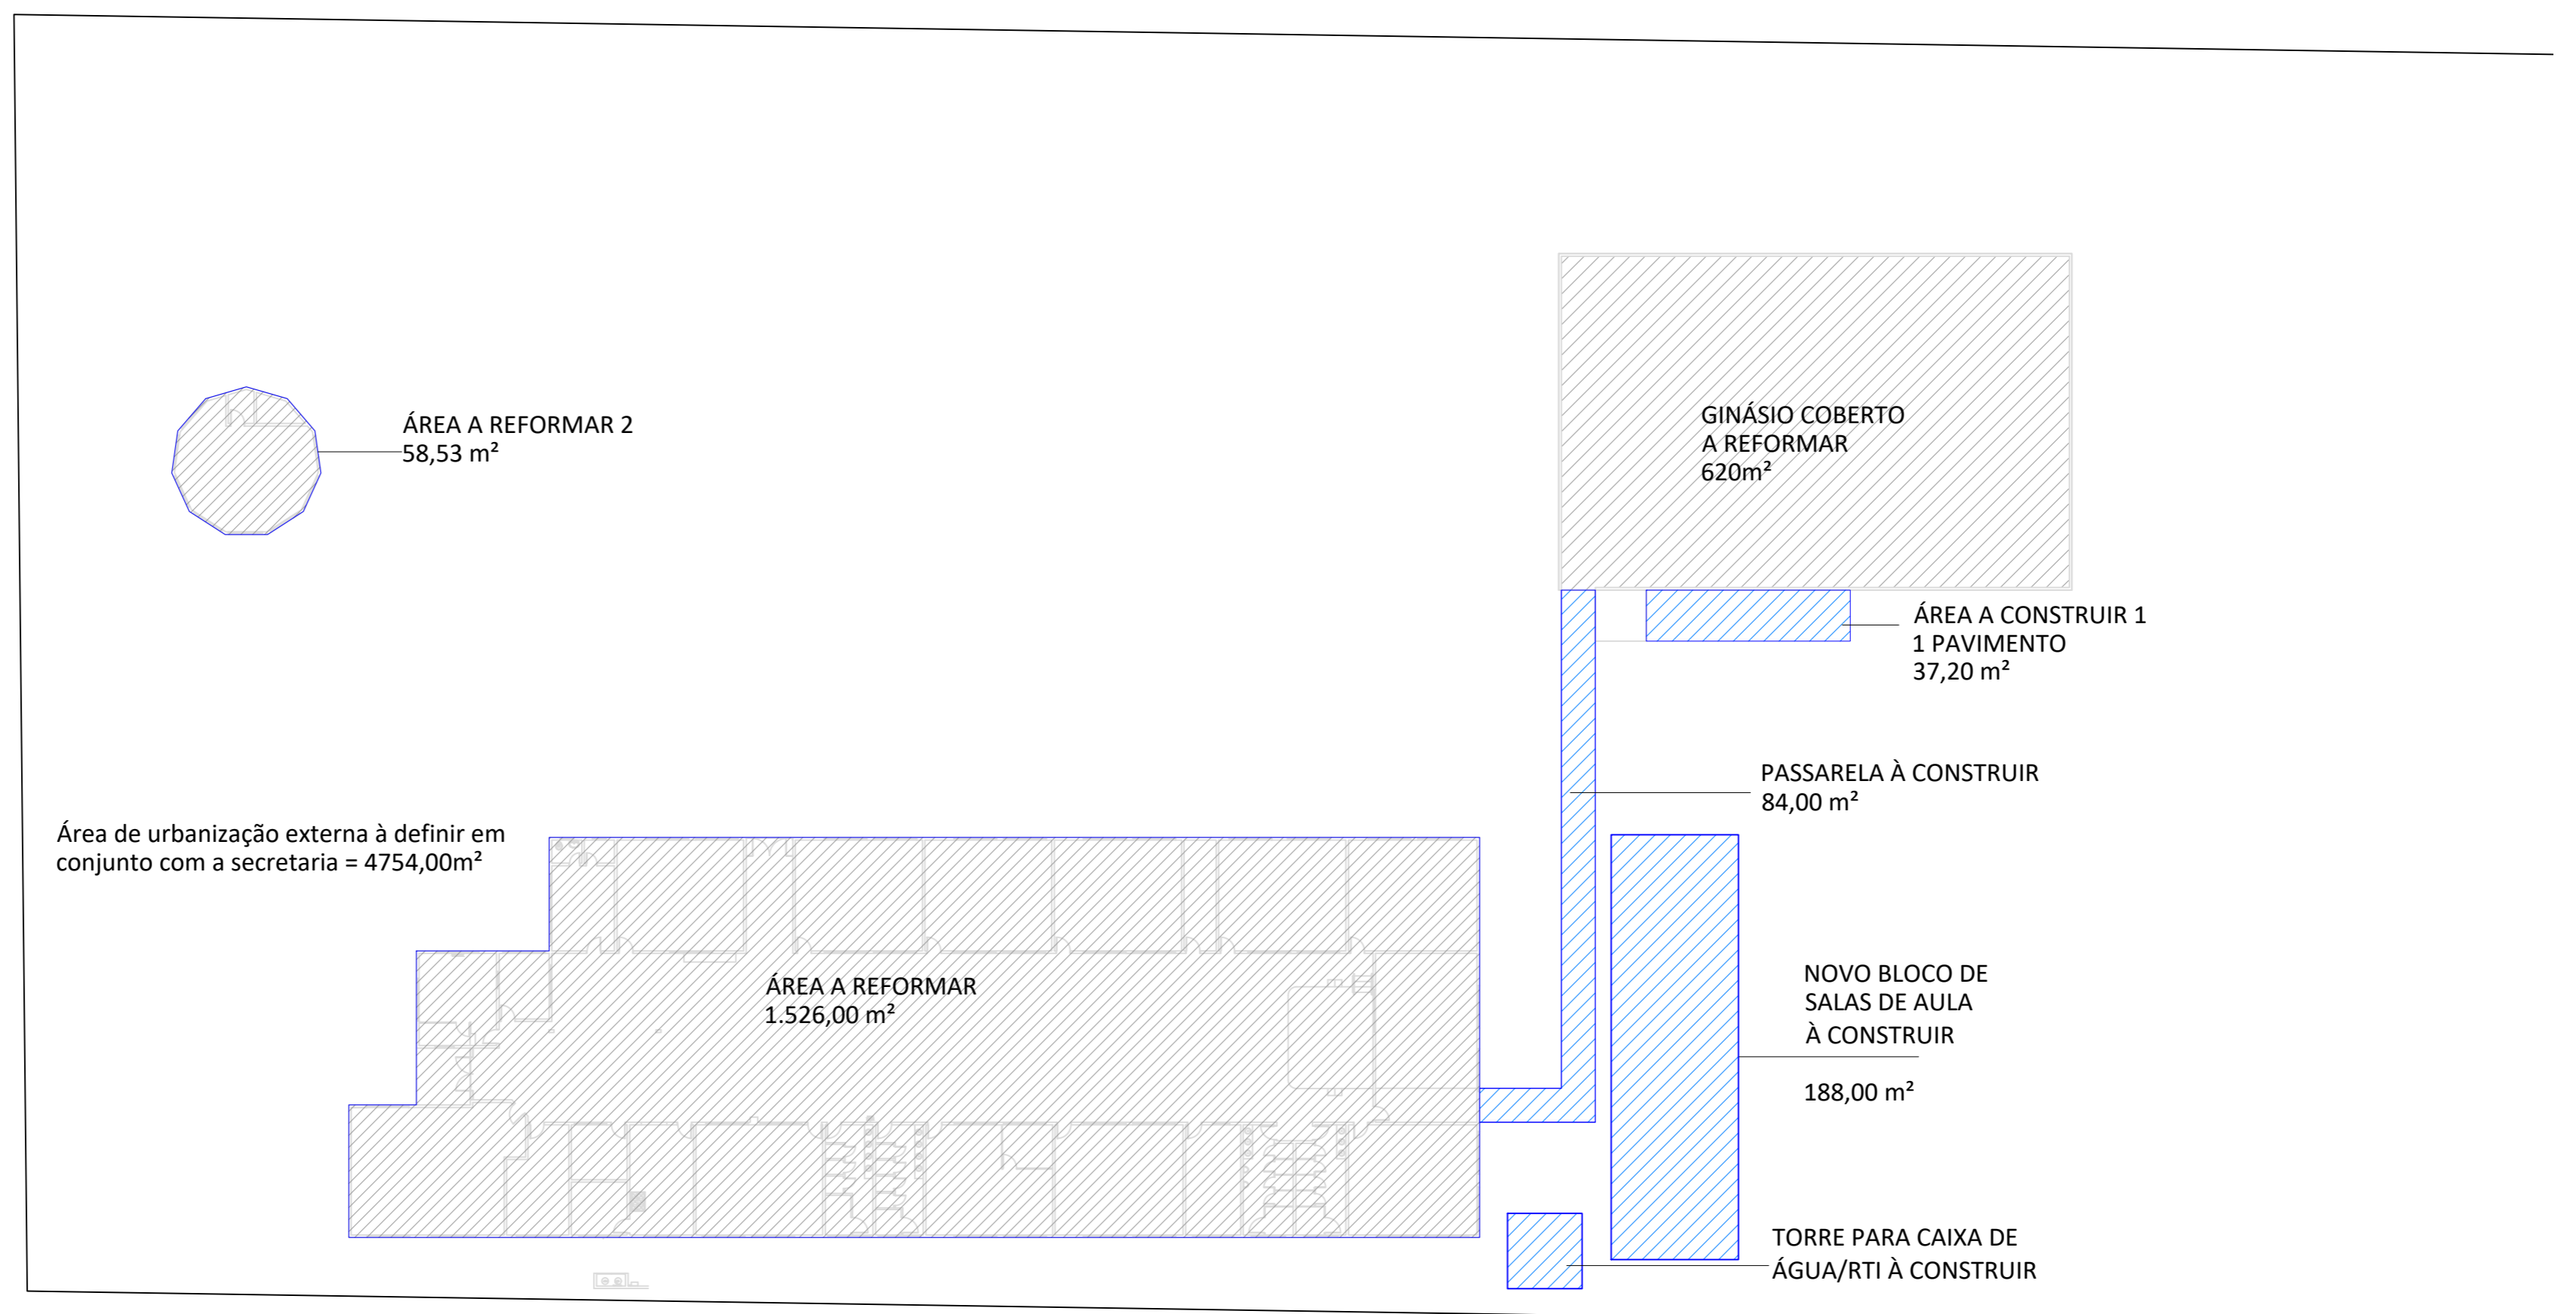 GINÁSIO COBERTO
A REFORMAR
620m²
ÁREA A REFORMAR 2
58,53 m²
ÁREA A CONSTRUIR 1
1 PAVIMENTO
37,20 m²
PASSARELA À CONSTRUIR
84,00 m²
Área de urbanização externa à definir em
conjunto com a secretaria = 4754,00m²
ÁREA A REFORMAR
1.526,00 m²
NOVO BLOCO DE
SALAS DE AULA
À CONSTRUIR
188,00 m²
TORRE PARA CAIXA DE
ÁGUA/RTI À CONSTRUIR